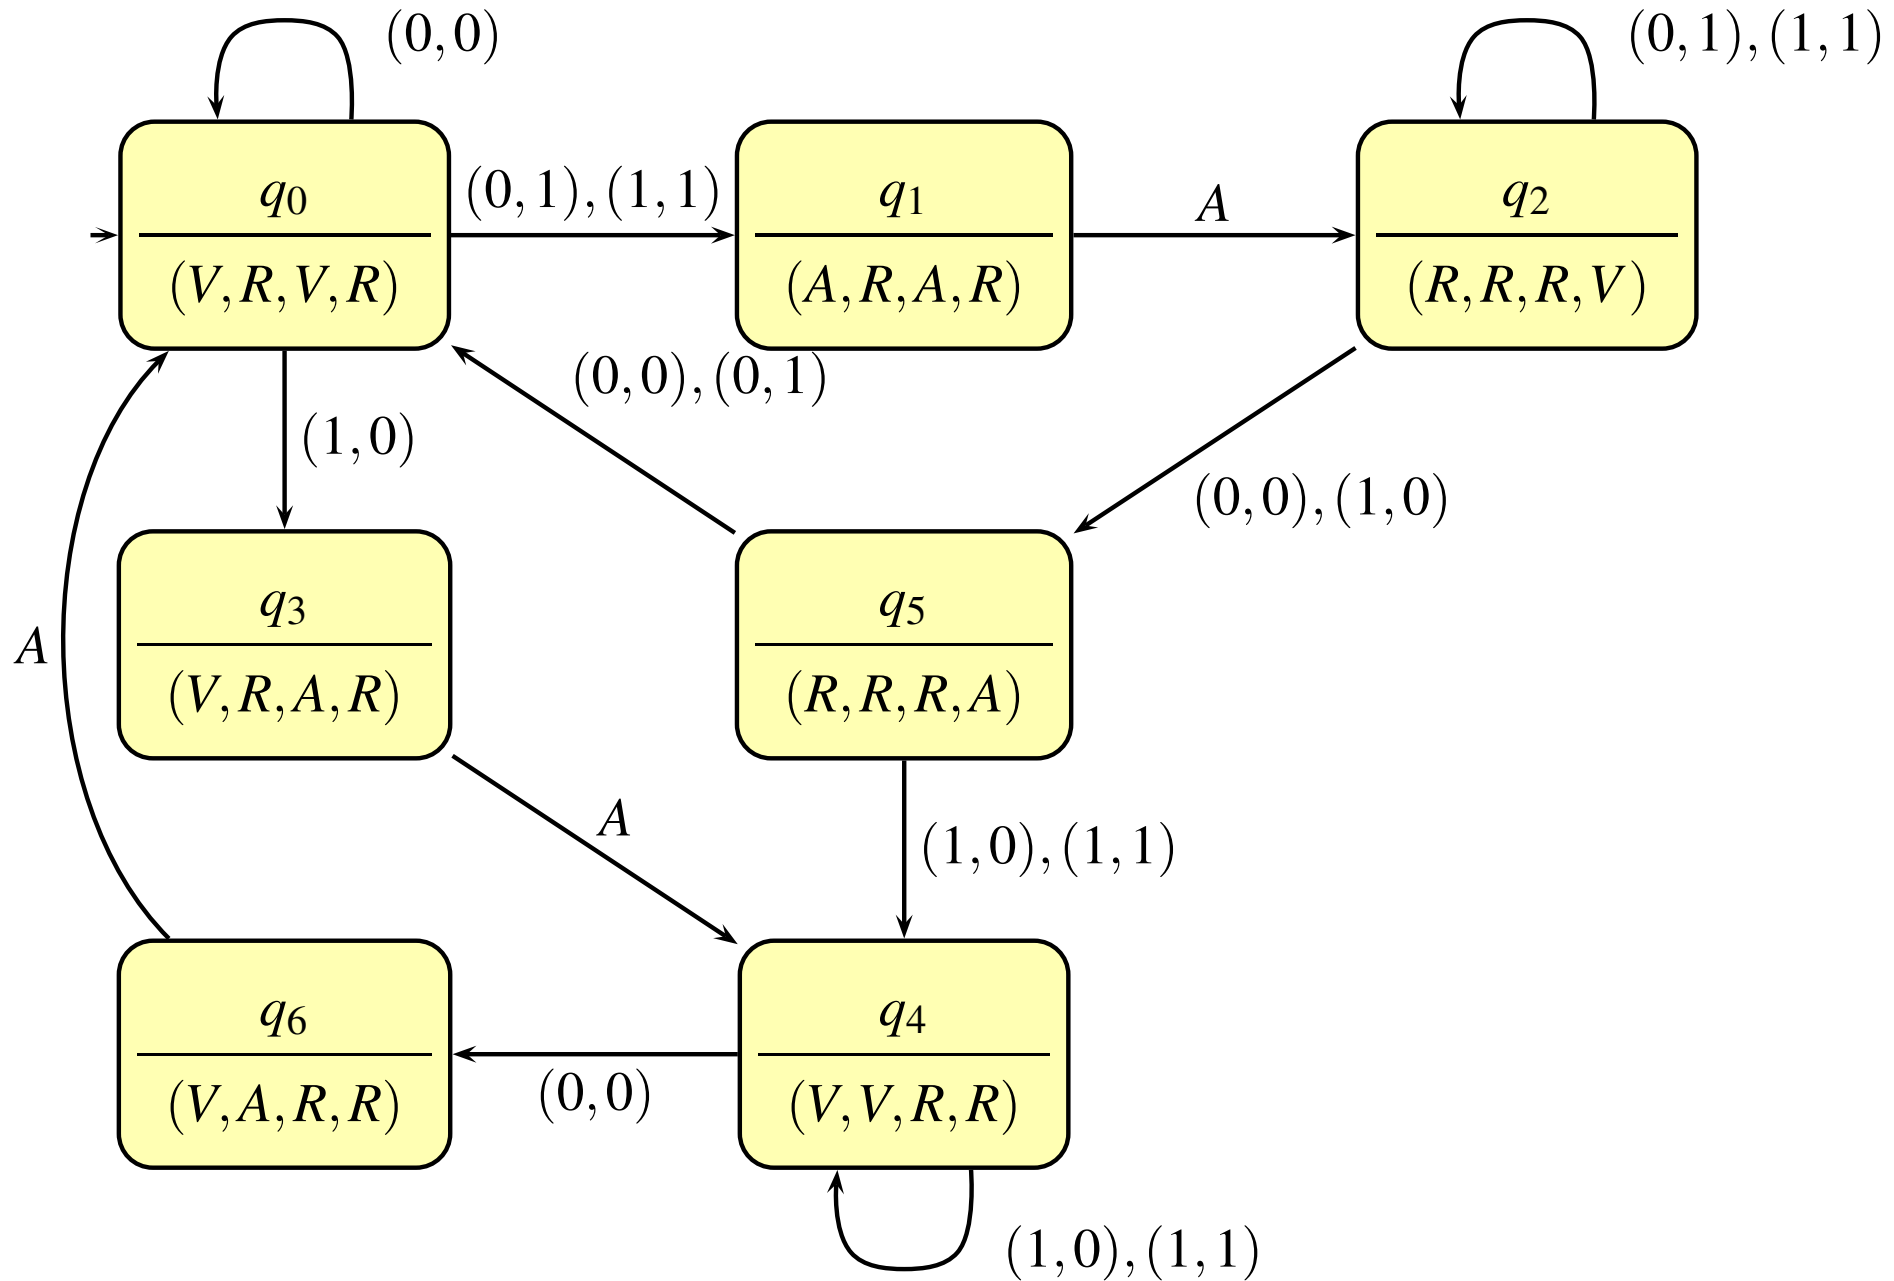 (0,0)
(0,1),(1,1)
q0
(V,R,V,R)
(0,1),(1,1)
q1
(A,R,A,R)
A
q2
(R,R,R,V)
(0,0),(0,1)
(1,0)
(0,0),(1,0)
A
q3
(V,R,A,R)
q5
(R,R,R,A)
A
(1,0),(1,1)
q6
(V,A,R,R)
(0,0)
q4
(V,V,R,R)
(1,0),(1,1)